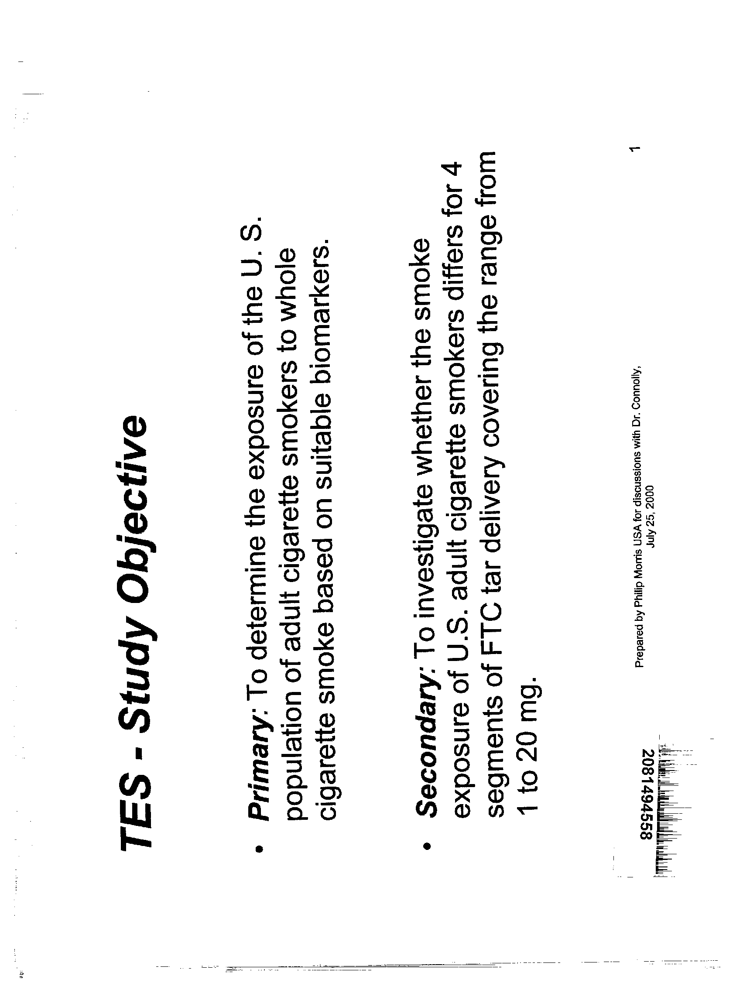 TES - Study Objective
• Primary: To determine the exposure of the U. S.
population of adult cigarette smokers to whole
cigarette smoke based on suitable biomarkers.
• Secondary: To investigate whether the smoke
exposure of U.S. adult cigarette smokers differs for 4
segments of FTC tar delivery covering the range from
1 to 20 mg.
Prepared by Philip Morris USA for discussions with Dr. Connolly,
July 25, 2000
1
2081494558